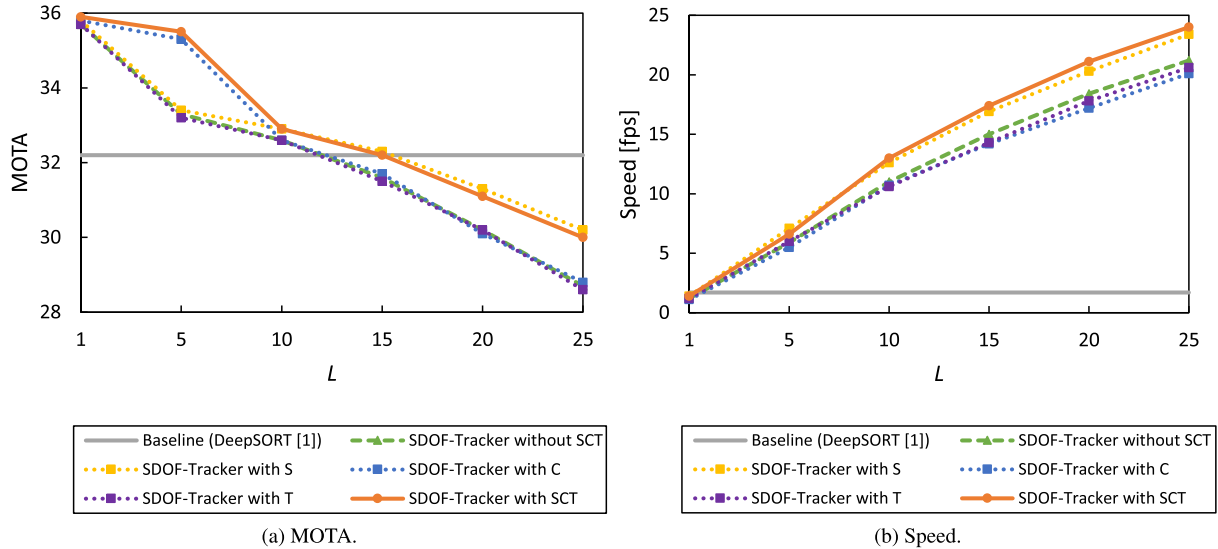 36
34
32
30
28
MOTA
1 5 10 15 20 25
L
Baseline (DeepSORT [1])
SDOF-Tracker without SCT
SDOF-Tracker with S
SDOF-Tracker with C
SDOF-Tracker with T
SDOF-Tracker with SCT
(a) MOTA.
25
20
15
10
5
0
Speed [fps]
1 5 10 15 20 25
L
Baseline (DeepSORT [1])
SDOF-Tracker without SCT
SDOF-Tracker with S
SDOF-Tracker with C
SDOF-Tracker with T
SDOF-Tracker with SCT
(b) Speed.